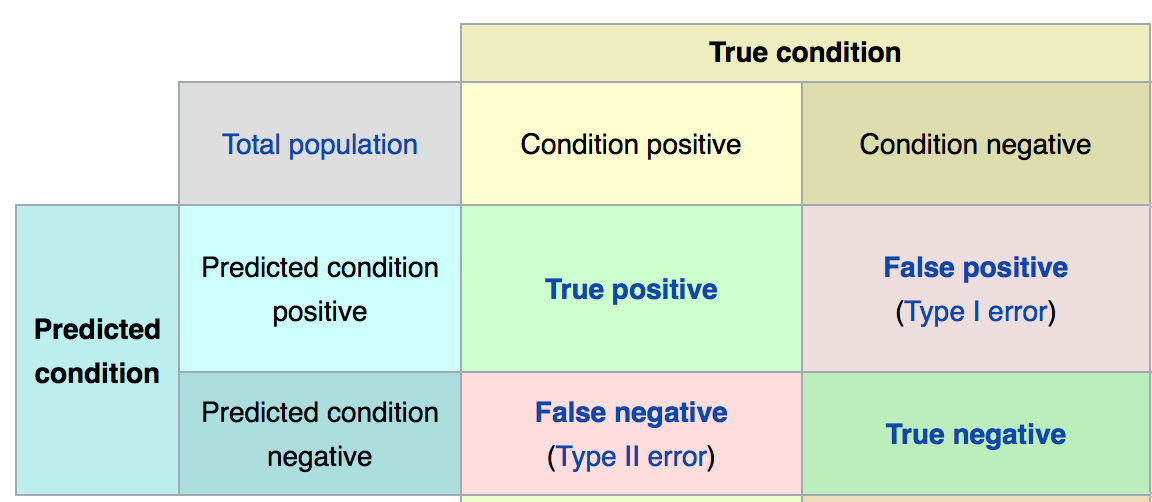 True condition
Total population
Condition positive
Condition negative
Predicted
condition
Predicted condition
positive
True positive
False positive
(Type I error)
Predicted condition
negative
False negative
(Type II error)
True negative